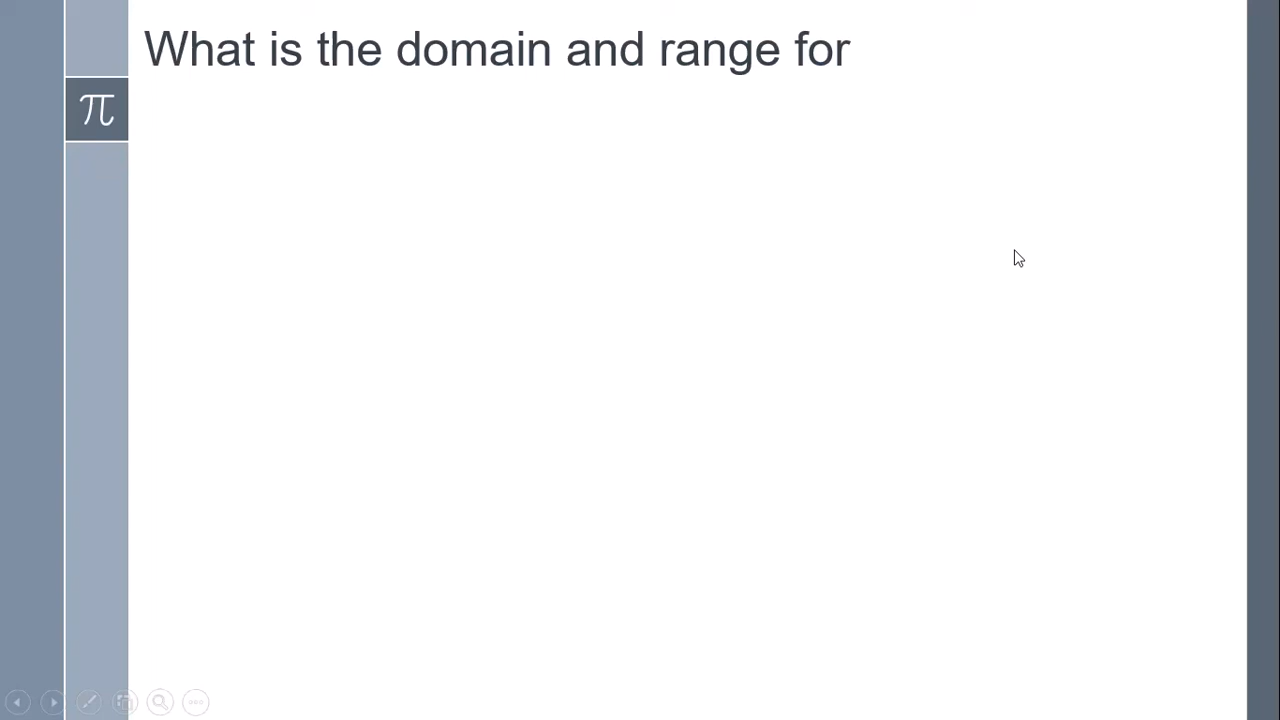 What is the domain and range for
π